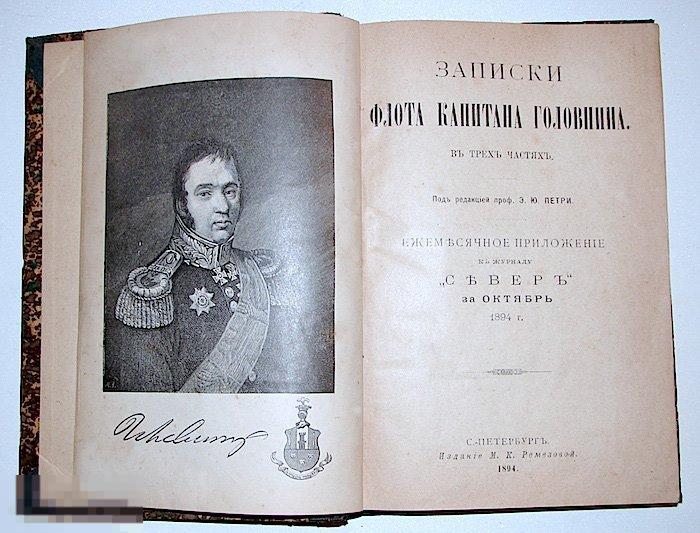 ЗАПИСКИ
ФЛОТА КАПИТАНА ГОЛОВНИНА.
ВЪ ТРЕХЪ ЧАСТЯХЪ.
Подъ редакціей проф. Э. Ю. ПЕТРИ.
ЕЖЕМѢСЯЧНОЕ ПРИЛОЖЕНІЕ
КЪ ЖУРНАЛУ
„СѢВЕРЪ“
за ОКТЯБРЬ
1894 г.
С.-ПЕТЕРБУРГЪ.
Изданіе М. К. Ремезовой.
1894.